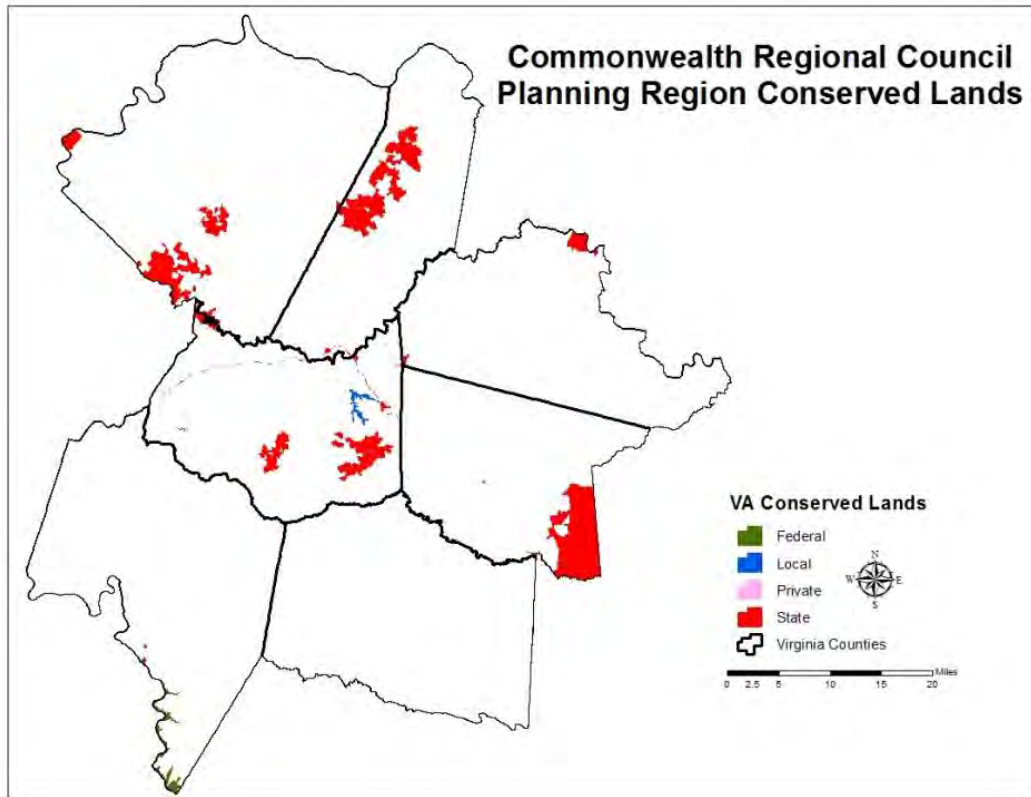 Commonwealth Regional Council
Planning Region Conserved Lands
VA Conserved Lands
Federal
Local
Private
State
Virginia Counties
N
W E
S
Miles
0 2.5 5 10 15 20